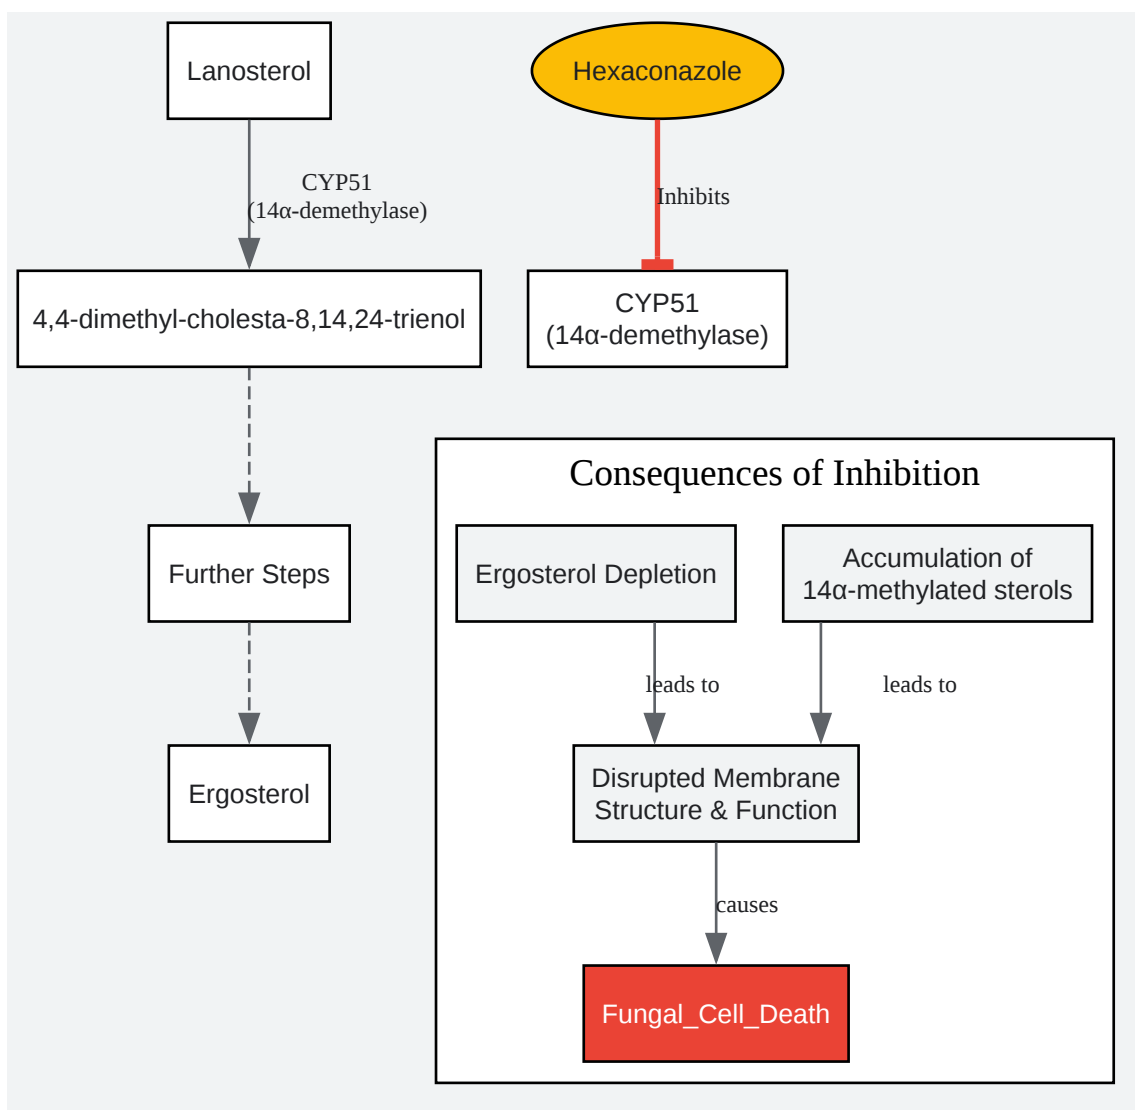 Lanosterol
Hexaconazole
CYP51
(14α-demethylase)
Inhibits
4,4-dimethyl-cholesta-8,14,24-trienol
CYP51
(14α-demethylase)
Consequences of Inhibition
Further Steps
Ergosterol Depletion
Accumulation of
14α-methylated sterols
leads to
leads to
Ergosterol
Disrupted Membrane
Structure & Function
causes
Fungal_Cell_Death